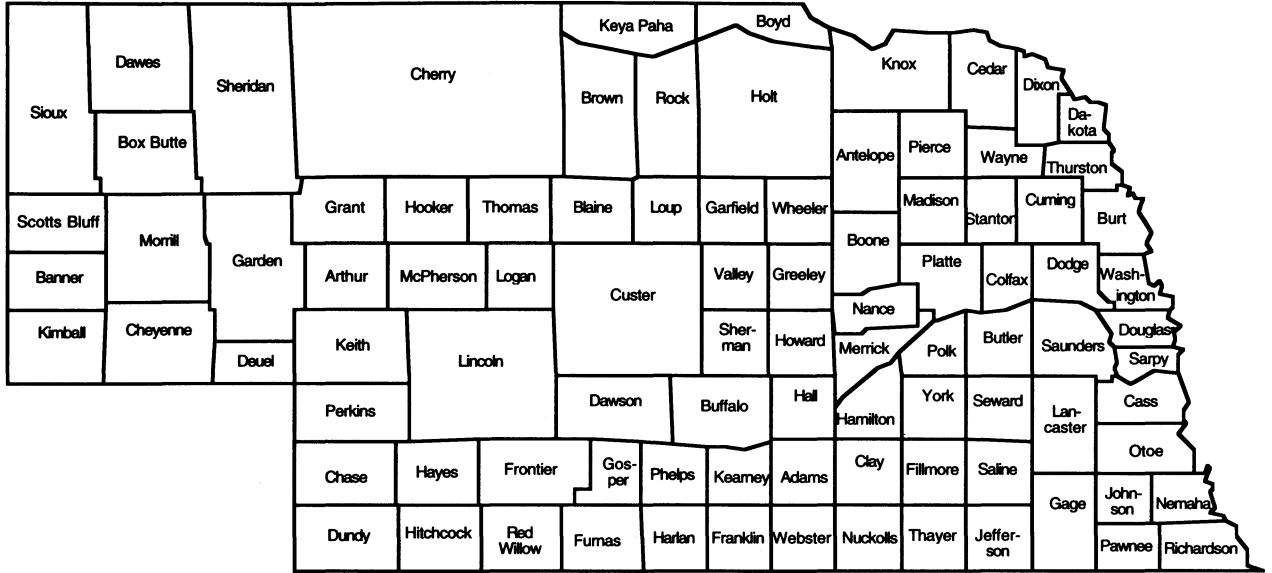 Keya Paha
Boyd
Dawes
Sheridan
Cherry
Knox
Cedar
Dixon
Sioux
Brown
Rock
Holt
Da-
kota
Box Butte
Antelope
Pierce
Wayne
Thurston
Scotts Bluff
Grant
Hooker
Thomas
Blaine
Loup
Garfield
Wheeler
Madison
Stanton
Cuming
Burt
Morrill
Garden
Boone
Banner
Arthur
McPherson
Logan
Custer
Valley
Greeley
Platte
Colfax
Dodge
Wash-
ington
Nance
Kimball
Cheyenne
Keith
Lincoln
Sher-
man
Howard
Merrick
Polk
Butler
Saunders
Douglas
Sarpy
Deuel
Perkins
Dawson
Buffalo
Hall
Hamilton
York
Seward
Lan-
caster
Cass
Otoe
Chase
Hayes
Frontier
Gos-
per
Phelps
Kearney
Adams
Clay
Fillmore
Saline
Gage
John-
son
Nemaha
Dundy
Hitchcock
Red
Willow
Furnas
Harlan
Franklin
Webster
Nuckolls
Thayer
Jeffer-
son
Pawnee
Richardson